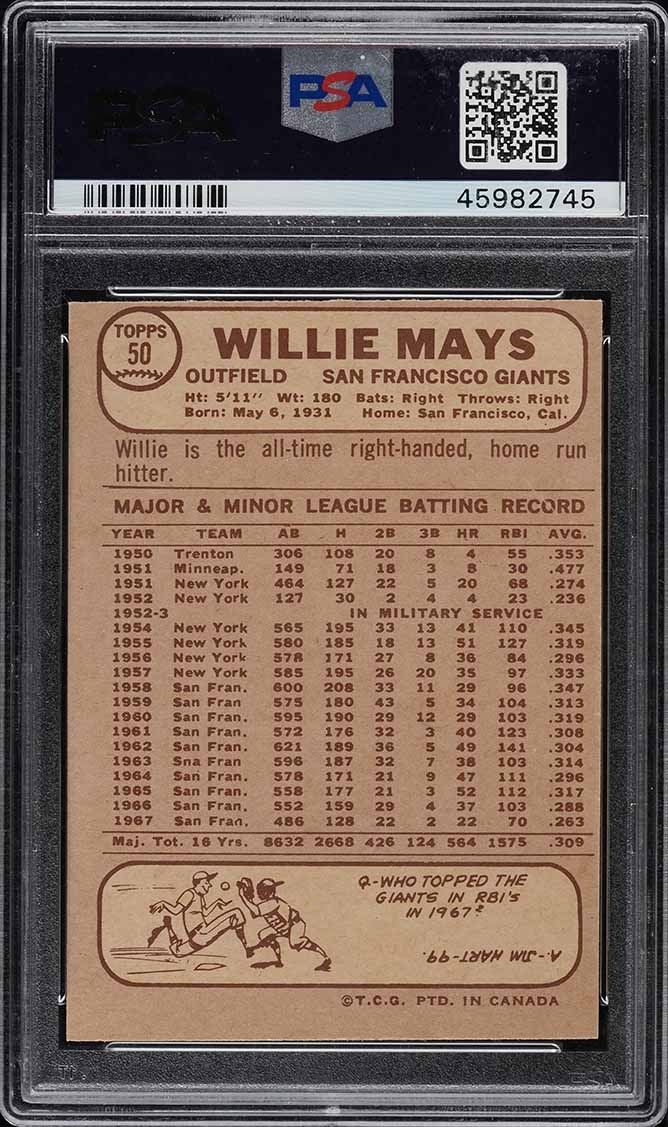 PSA
PSA
45982745
TOPPS
50
WILLIE MAYS
OUTFIELD SAN FRANCISCO GIANTS
Ht: 5'11" Wt: 180 Bats: Right Throws: Right
Born: May 6, 1931 Home: San Francisco, Cal.
Willie is the all-time right-handed, home run
hitter.
MAJOR & MINOR LEAGUE BATTING RECORD
YEAR TEAM AB H 2B 3B HR RBI AVG.
1950 Trenton 306 108 20 8 4 55 .353
1951 Minneap. 149 71 18 3 8 30 .477
1951 New York 464 127 22 5 20 68 .274
1952 New York 127 30 2 4 4 23 .236
1952-3 IN MILITARY SERVICE
1954 New York 565 195 33 13 41 110 .345
1955 New York 580 185 18 13 51 127 .319
1956 New York 578 171 27 8 36 84 .296
1957 New York 585 195 26 20 35 97 .333
1958 San Fran. 600 208 33 11 29 96 .347
1959 San Fran. 575 180 43 5 34 104 .313
1960 San Fran. 595 190 29 12 29 103 .319
1961 San Fran. 572 176 32 3 40 123 .308
1962 San Fran. 621 189 36 5 49 141 .304
1963 Sna Fran 596 187 32 7 38 103 .314
1964 San Fran. 578 171 21 9 47 111 .296
1965 San Fran. 558 177 21 3 52 112 .317
1966 San Fran. 552 159 29 4 37 103 .288
1967 San Fran. 486 128 22 2 22 70 .263
Maj. Tot. 16 Yrs. 8632 2668 426 124 564 1575 .309
Q-WHO TOPPED THE
GIANTS IN RBI'S
IN 1967?
A.-JIM HART-99.
©T.C.G. PTD. IN CANADA